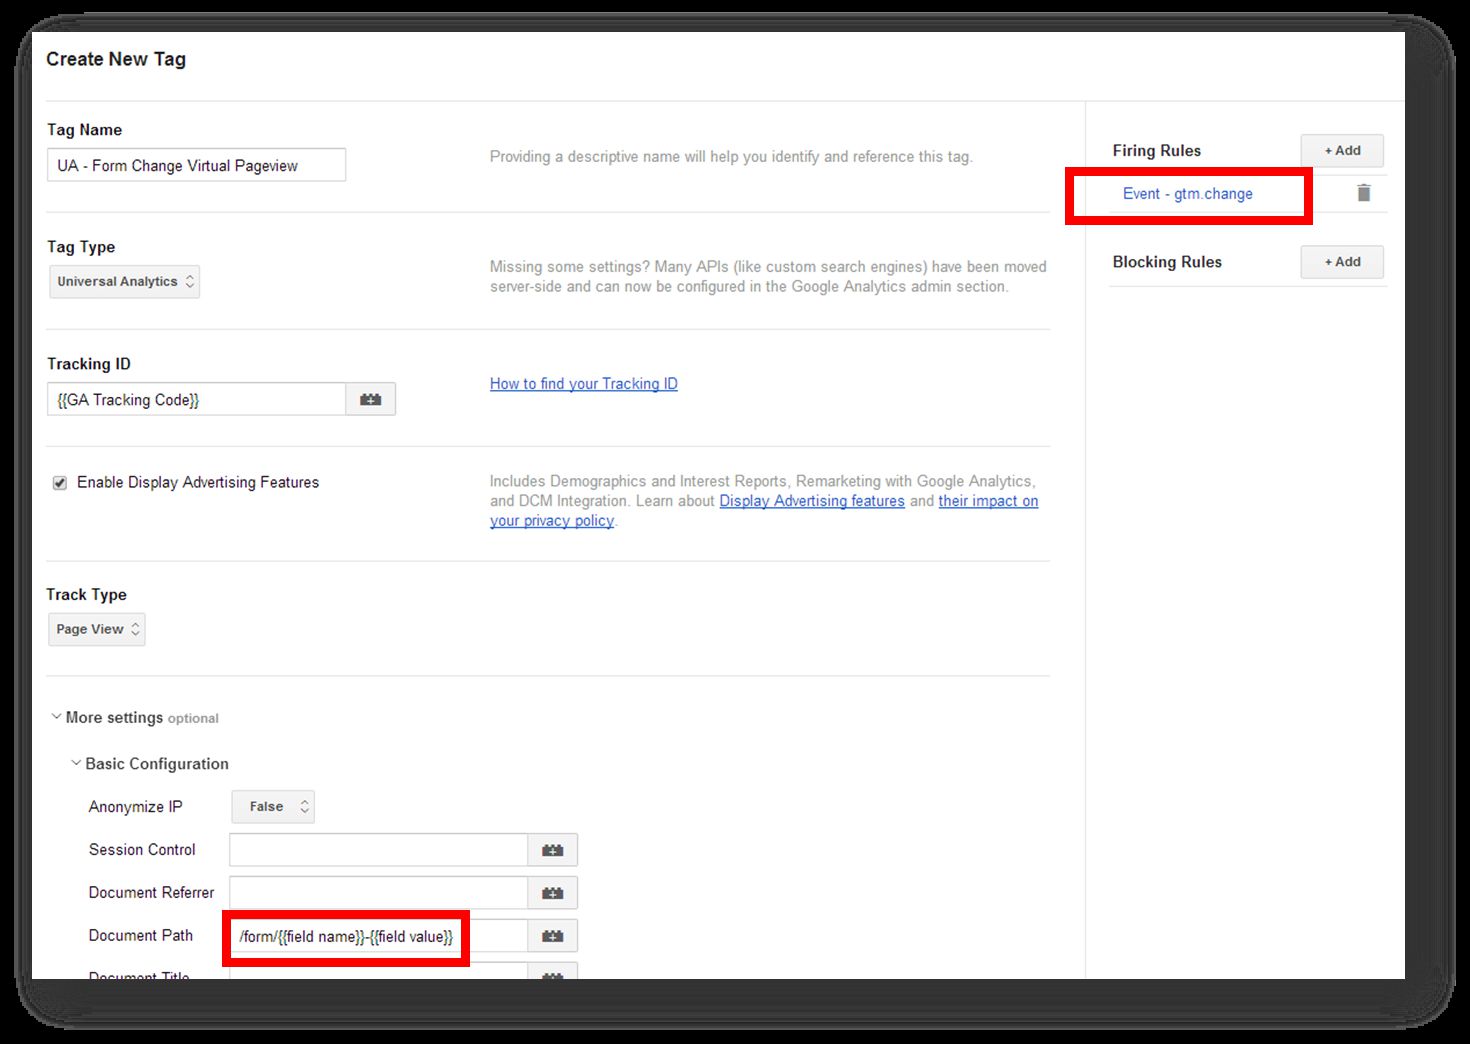 Create New Tag
Tag Name
UA - Form Change Virtual Pageview
Providing a descriptive name will help you identify and reference this tag.
Tag Type
Universal Analytics
Missing some settings? Many APIs (like custom search engines) have been moved
server-side and can now be configured in the Google Analytics admin section.
Tracking ID
{{GA Tracking Code}}
How to find your Tracking ID
Enable Display Advertising Features
Includes Demographics and Interest Reports, Remarketing with Google Analytics,
and DCM Integration. Learn about Display Advertising features and their impact on
your privacy policy.
Track Type
Page View
More settings optional
Basic Configuration
Anonymize IP
False
Session Control
Document Referrer
Document Path
/form/{{field name}}-{{field value}}
Document Title
Firing Rules
+ Add
Event - gtm.change
Blocking Rules
+ Add